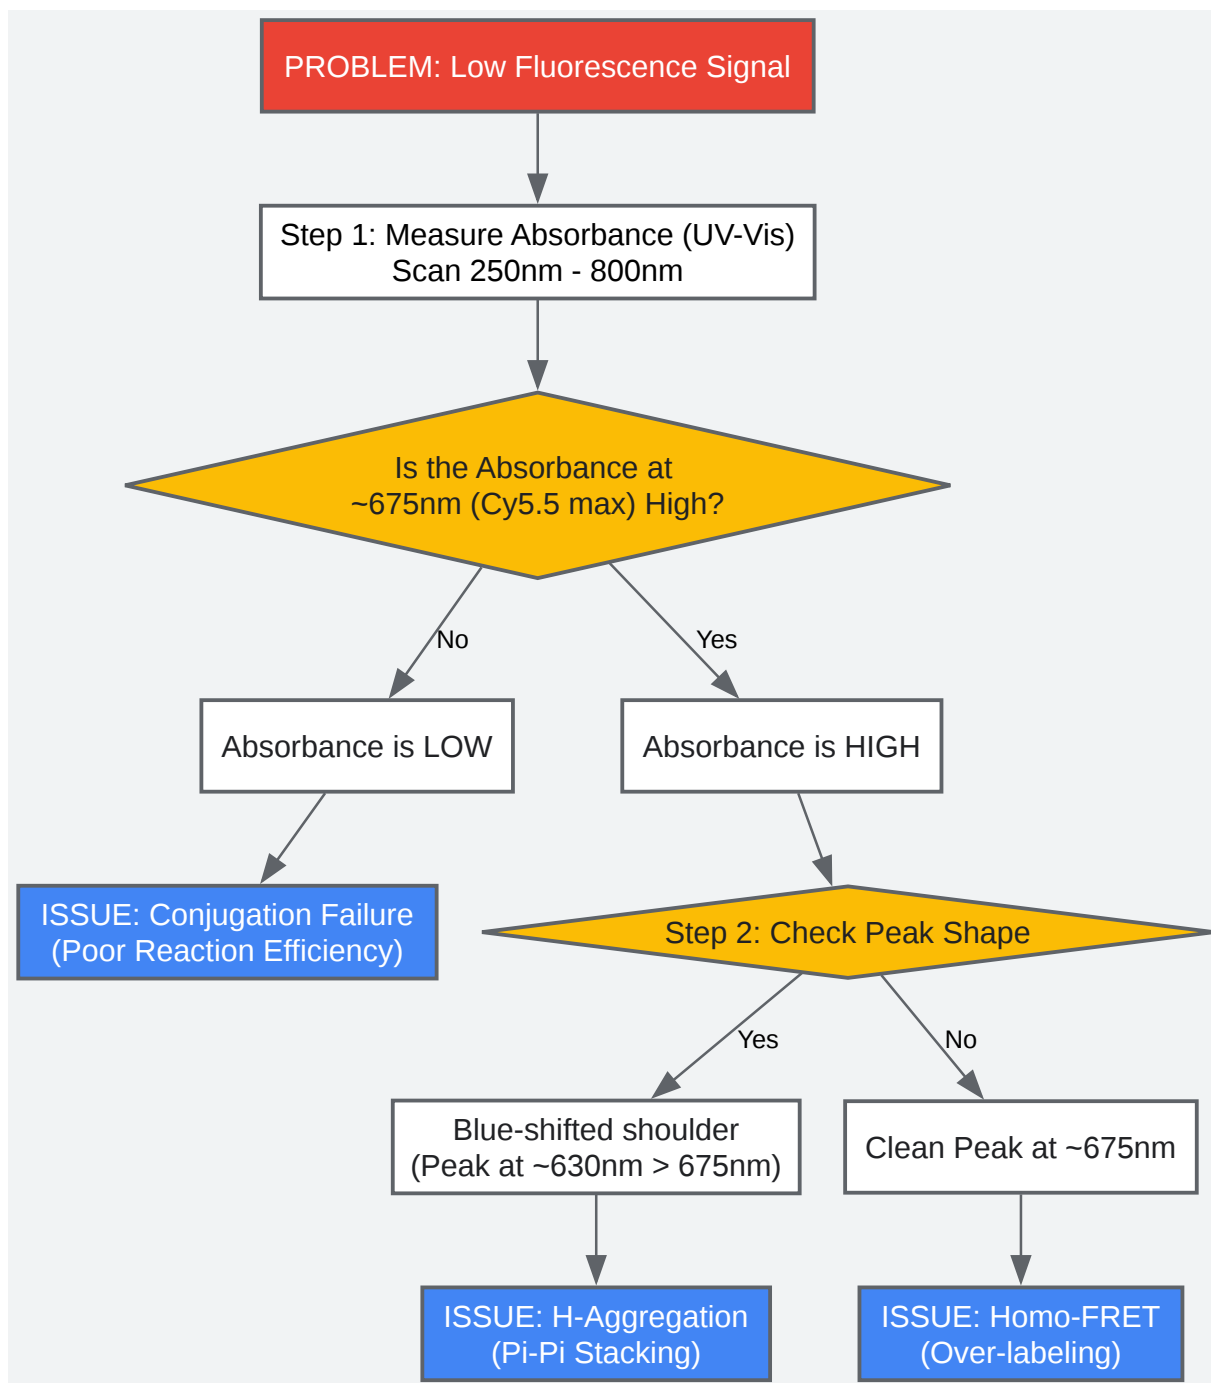 PROBLEM: Low Fluorescence Signal
Step 1: Measure Absorbance (UV-Vis)
Scan 250nm - 800nm
Is the Absorbance at
~675nm (Cy5.5 max) High?
No
Yes
Absorbance is LOW
Absorbance is HIGH
ISSUE: Conjugation Failure
(Poor Reaction Efficiency)
Step 2: Check Peak Shape
Yes
No
Blue-shifted shoulder
(Peak at ~630nm > 675nm)
Clean Peak at ~675nm
ISSUE: H-Aggregation
(Pi-Pi Stacking)
ISSUE: Homo-FRET
(Over-labeling)